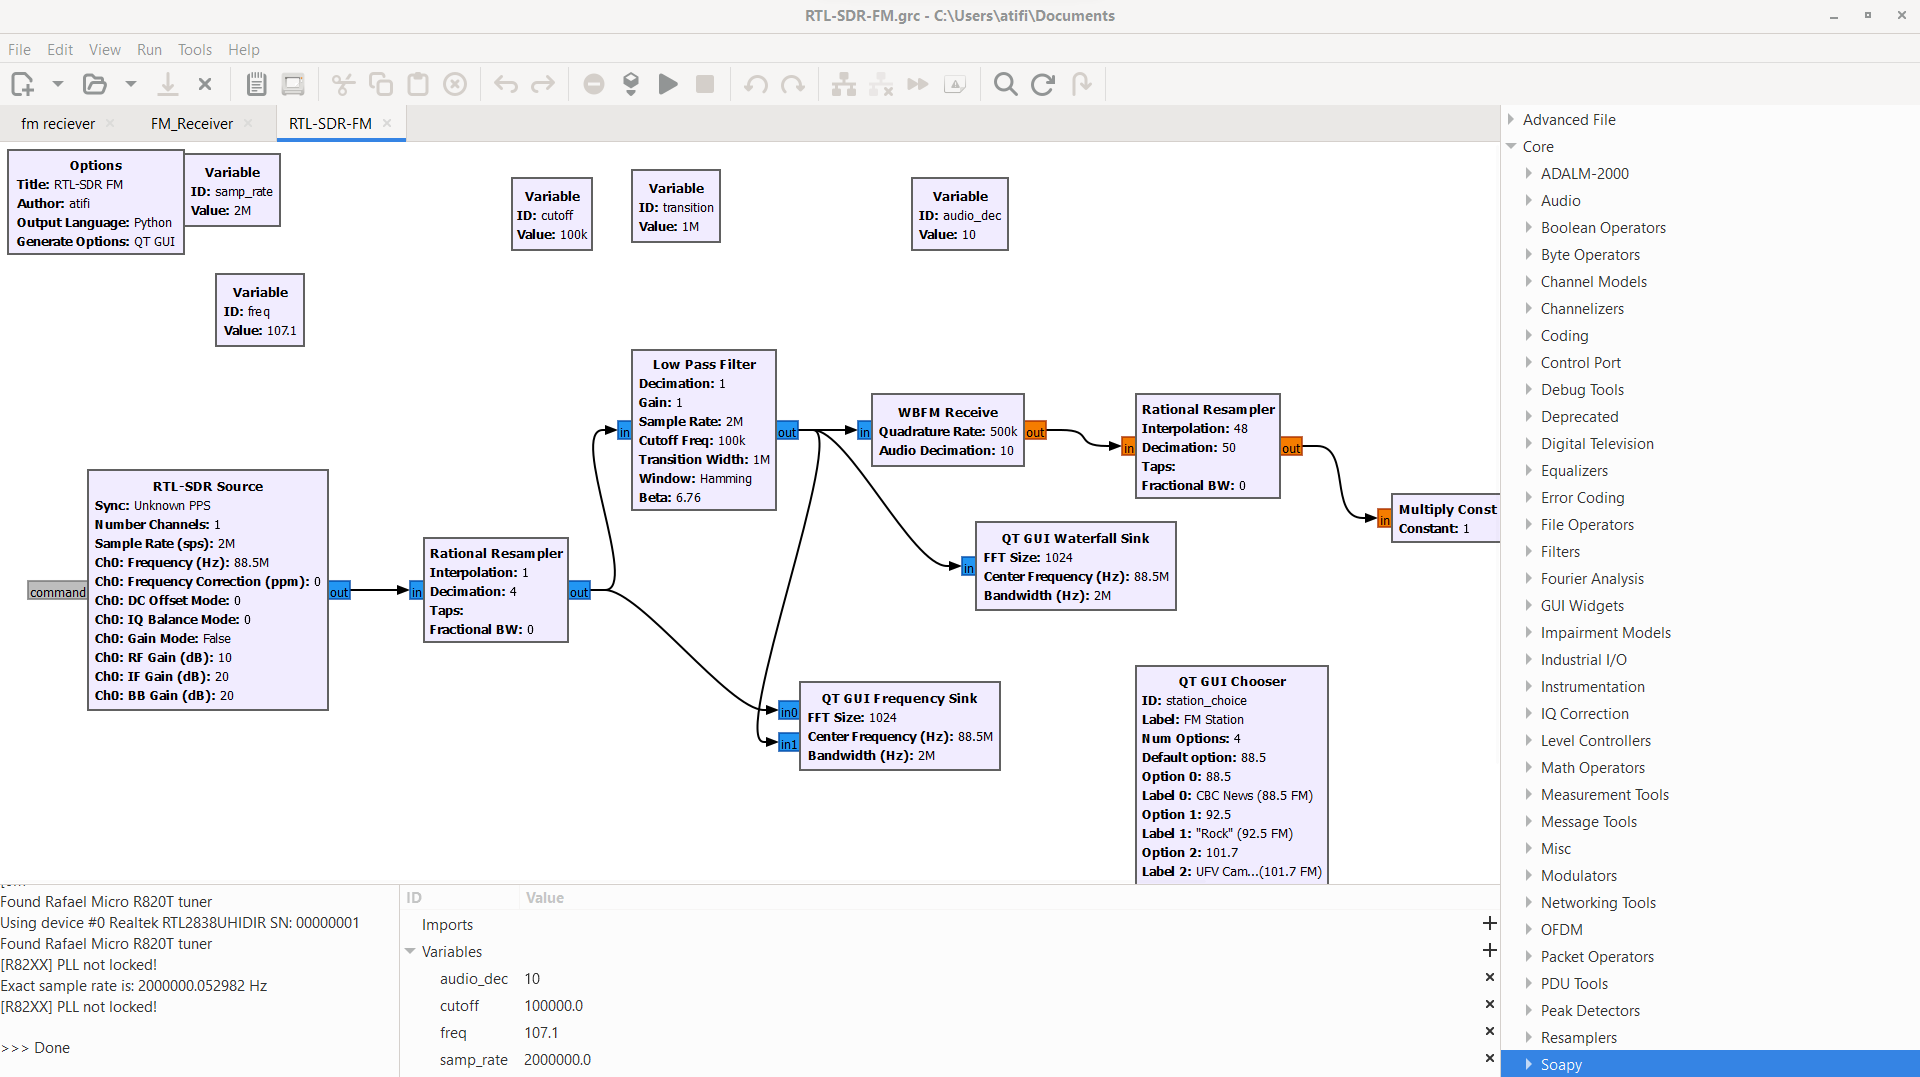 RTL-SDR-FM.grc - C:\Users\atifi\Documents
File Edit View Run Tools Help
fm reciever
FM_Receiver
RTL-SDR-FM
Options
Title: RTL-SDR FM
Author: atifi
Output Language: Python
Generate Options: QT GUI
Variable
ID: samp_rate
Value: 2M
Variable
ID: cutoff
Value: 100k
Variable
ID: transition
Value: 1M
Variable
ID: audio_dec
Value: 10
Variable
ID: freq
Value: 107.1
RTL-SDR Source
Sync: Unknown PPS
Number Channels: 1
Sample Rate (sps): 2M
Ch0: Frequency (Hz): 88.5M
Ch0: Frequency Correction (ppm): 0
Ch0: DC Offset Mode: 0
Ch0: IQ Balance Mode: 0
Ch0: Gain Mode: False
Ch0: RF Gain (dB): 10
Ch0: IF Gain (dB): 20
Ch0: BB Gain (dB): 20
command
out
in
Rational Resampler
Interpolation: 1
Decimation: 4
Taps:
Fractional BW: 0
out
in
Low Pass Filter
Decimation: 1
Gain: 1
Sample Rate: 2M
Cutoff Freq: 100k
Transition Width: 1M
Window: Hamming
Beta: 6.76
out
in
WBFM Receive
Quadrature Rate: 500k
Audio Decimation: 10
out
in
Rational Resampler
Interpolation: 48
Decimation: 50
Taps:
Fractional BW: 0
out
in
Multiply Const
Constant: 1
in
QT GUI Waterfall Sink
FFT Size: 1024
Center Frequency (Hz): 88.5M
Bandwidth (Hz): 2M
in0
in1
QT GUI Frequency Sink
FFT Size: 1024
Center Frequency (Hz): 88.5M
Bandwidth (Hz): 2M
QT GUI Chooser
ID: station_choice
Label: FM Station
Num Options: 4
Default option: 88.5
Option 0: 88.5
Label 0: CBC News (88.5 FM)
Option 1: 92.5
Label 1: "Rock" (92.5 FM)
Option 2: 101.7
Label 2: UFV Cam...(101.7 FM)
Found Rafael Micro R820T tuner
Using device #0 Realtek RTL2838UHIDIR SN: 00000001
Found Rafael Micro R820T tuner
[R82XX] PLL not locked!
Exact sample rate is: 2000000.052982 Hz
[R82XX] PLL not locked!
>>> Done
ID Value
Imports
Variables
audio_dec 10
cutoff 100000.0
freq 107.1
samp_rate 2000000.0
Advanced File
Core
ADALM-2000
Audio
Boolean Operators
Byte Operators
Channel Models
Channelizers
Coding
Control Port
Debug Tools
Deprecated
Digital Television
Equalizers
Error Coding
File Operators
Filters
Fourier Analysis
GUI Widgets
Impairment Models
Industrial I/O
Instrumentation
IQ Correction
Level Controllers
Math Operators
Measurement Tools
Message Tools
Misc
Modulators
Networking Tools
OFDM
Packet Operators
PDU Tools
Peak Detectors
Resamplers
Soapy